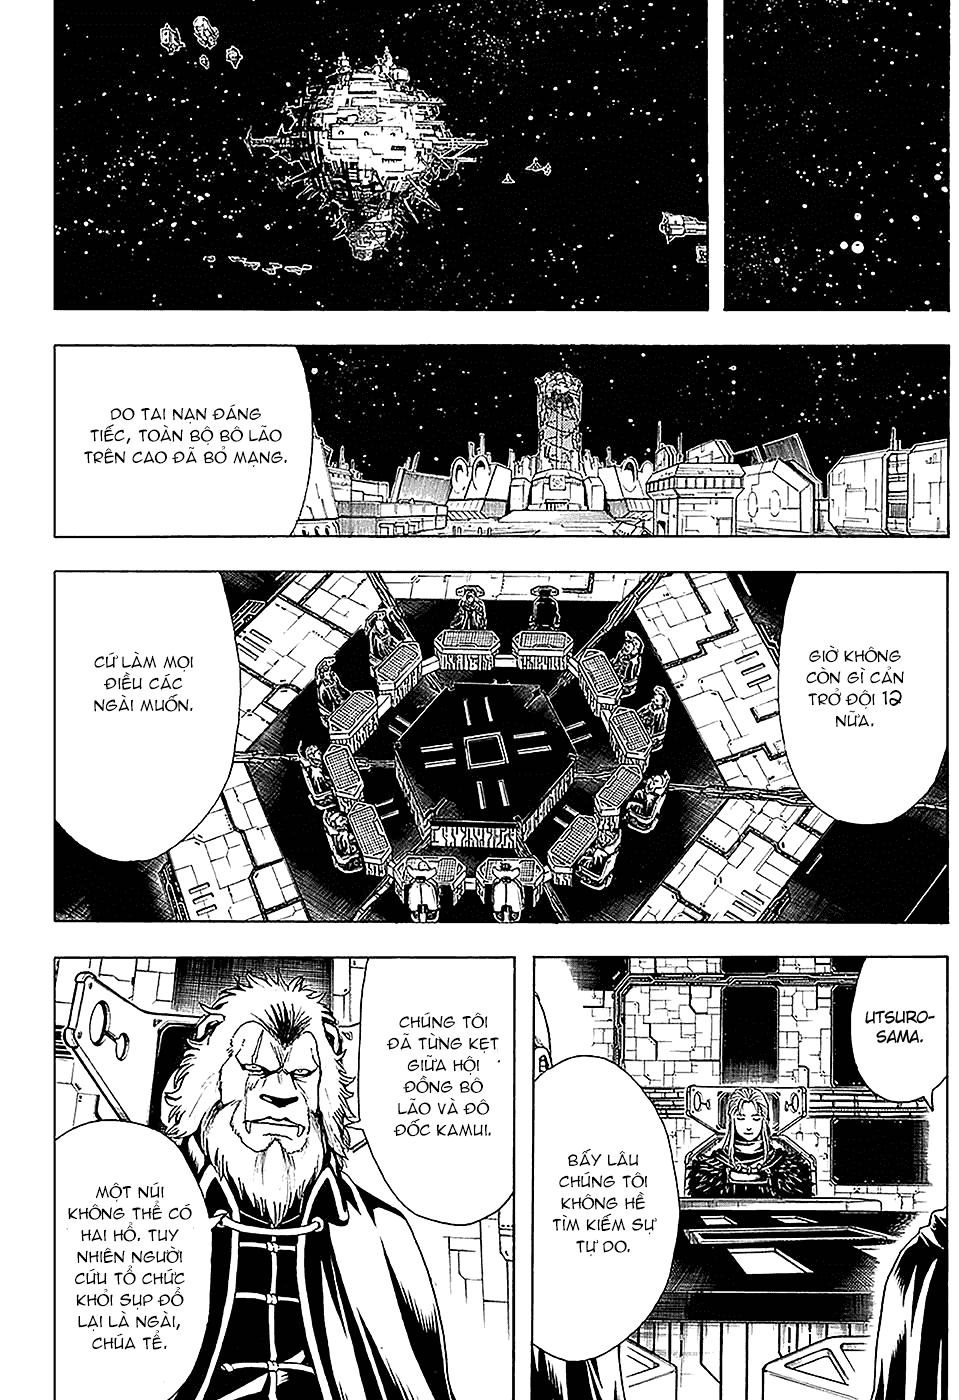 DO TAI NẠN ĐÁNG
TIẾC, TOÀN BỘ BÔ LÃO
TRÊN CAO ĐÃ BỎ MẠNG.
GIỜ KHÔNG
CÒN GÌ CẢN
TRỞ ĐỘI 12
NỮA.
CỨ LÀM MỌI
ĐIỀU CÁC
NGÀI MUỐN.
UTSURO-
SAMA.
BẤY LÂU
CHÚNG TÔI
KHÔNG HỀ
TÌM KIẾM SỰ
TỰ DO.
CHÚNG TÔI
ĐÃ TỪNG KẸT
GIỮA HỘI
ĐỒNG BÔ
LÃO VÀ ĐÔ
ĐỐC KAMUI.
MỘT NÚI
KHÔNG THỂ CÓ
HAI HỔ. TUY
NHIÊN NGƯỜI
CỨU TỔ CHỨC
KHỎI SỤP ĐỔ
LẠI LÀ NGÀI,
CHÚA TỂ.